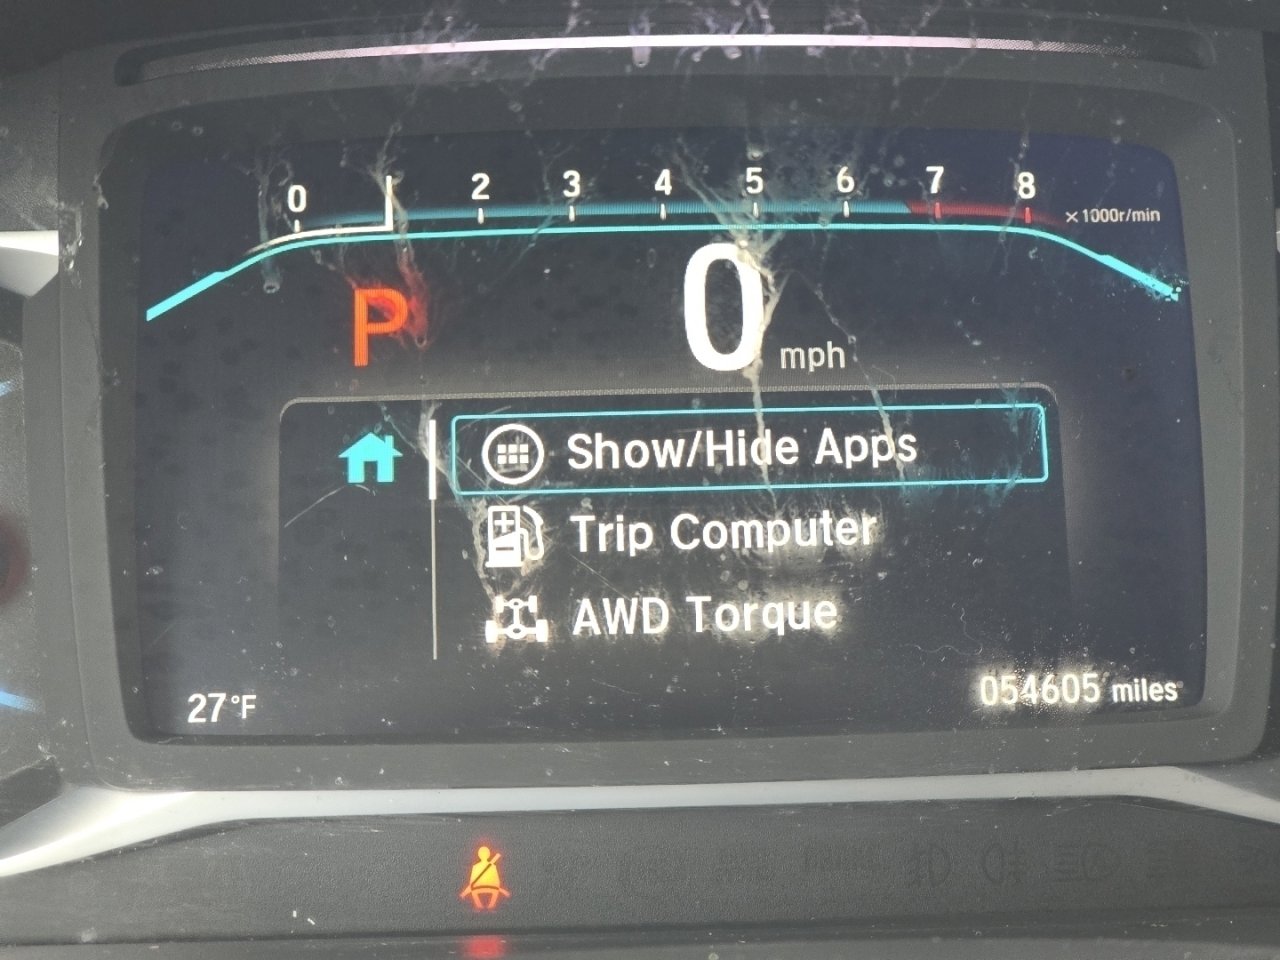 0 2 3 4 5 6 7 8
×1000r/min
P
0 mph
Show/Hide Apps
Trip Computer
AWD Torque
27°F
054605 miles